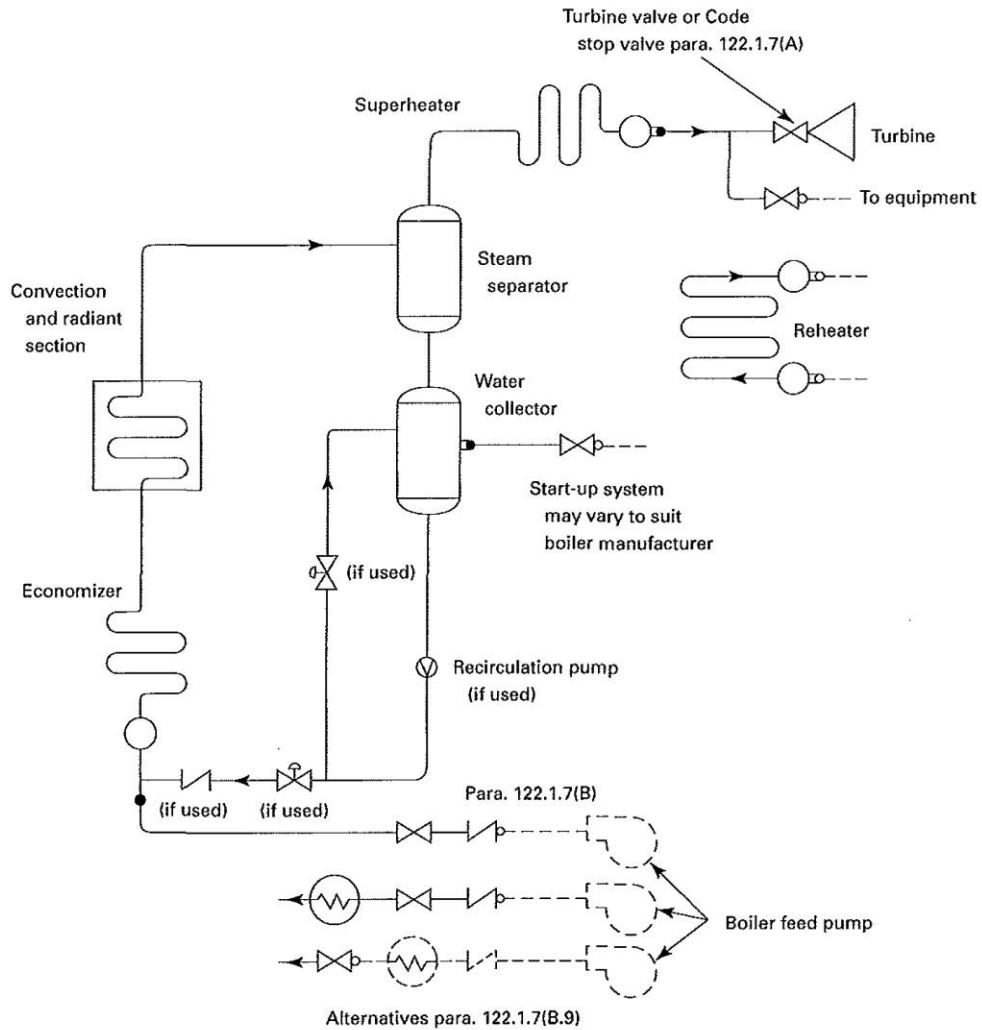 Turbine valve or Code
stop valve para. 122.1.7(A)
Superheater
Turbine
To equipment
Steam
separator
Convection
and radiant
section
Reheater
Water
collector
Start-up system
may vary to suit
boiler manufacturer
(if used)
Economizer
V
Recirculation pump
(if used)
(if used)
(if used)
Para. 122.1.7(B)
Boiler feed pump
Alternatives para. 122.1.7(B.9)